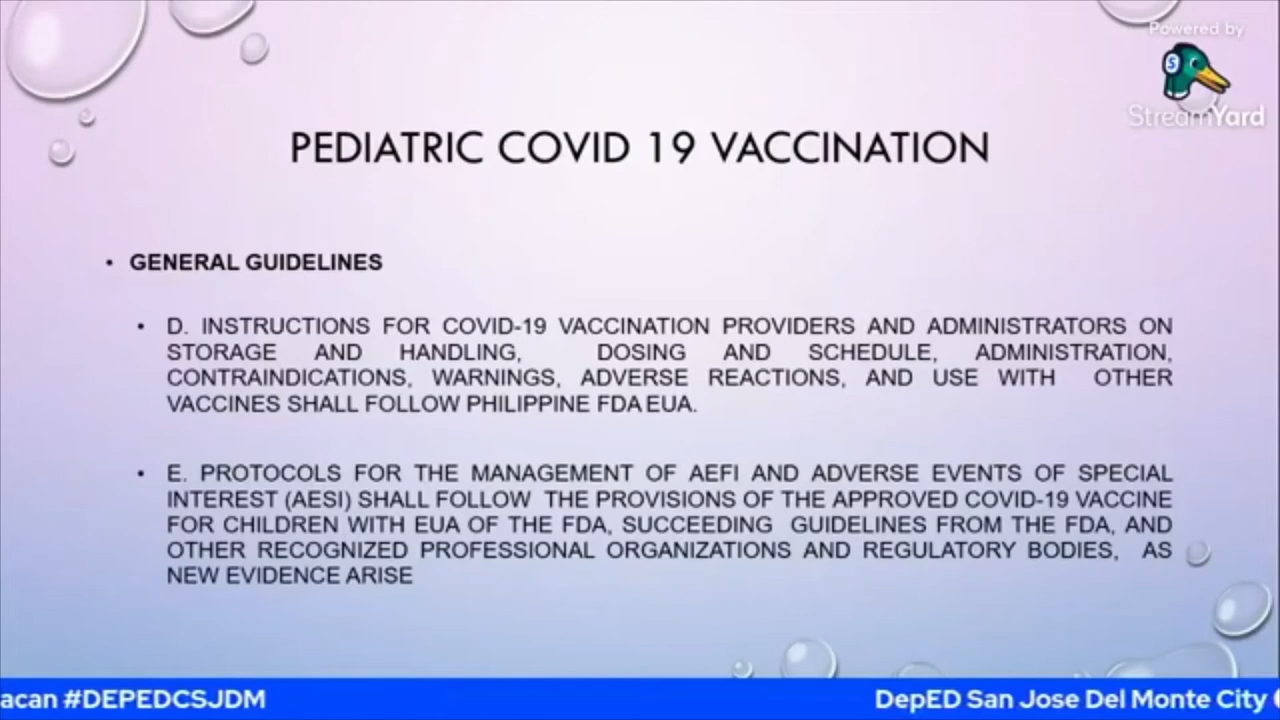 Powered by
StreamYard
PEDIATRIC COVID 19 VACCINATION
• GENERAL GUIDELINES
• D. INSTRUCTIONS FOR COVID-19 VACCINATION PROVIDERS AND ADMINISTRATORS ON
STORAGE AND HANDLING, DOSING AND SCHEDULE, ADMINISTRATION,
CONTRAINDICATIONS, WARNINGS, ADVERSE REACTIONS, AND USE WITH OTHER
VACCINES SHALL FOLLOW PHILIPPINE FDA EUA.
• E. PROTOCOLS FOR THE MANAGEMENT OF AEFI AND ADVERSE EVENTS OF SPECIAL
INTEREST (AESI) SHALL FOLLOW THE PROVISIONS OF THE APPROVED COVID-19 VACCINE
FOR CHILDREN WITH EUA OF THE FDA, SUCCEEDING GUIDELINES FROM THE FDA, AND
OTHER RECOGNIZED PROFESSIONAL ORGANIZATIONS AND REGULATORY BODIES, AS
NEW EVIDENCE ARISE
acan #DEPEDCSJDM
DepED San Jose Del Monte City